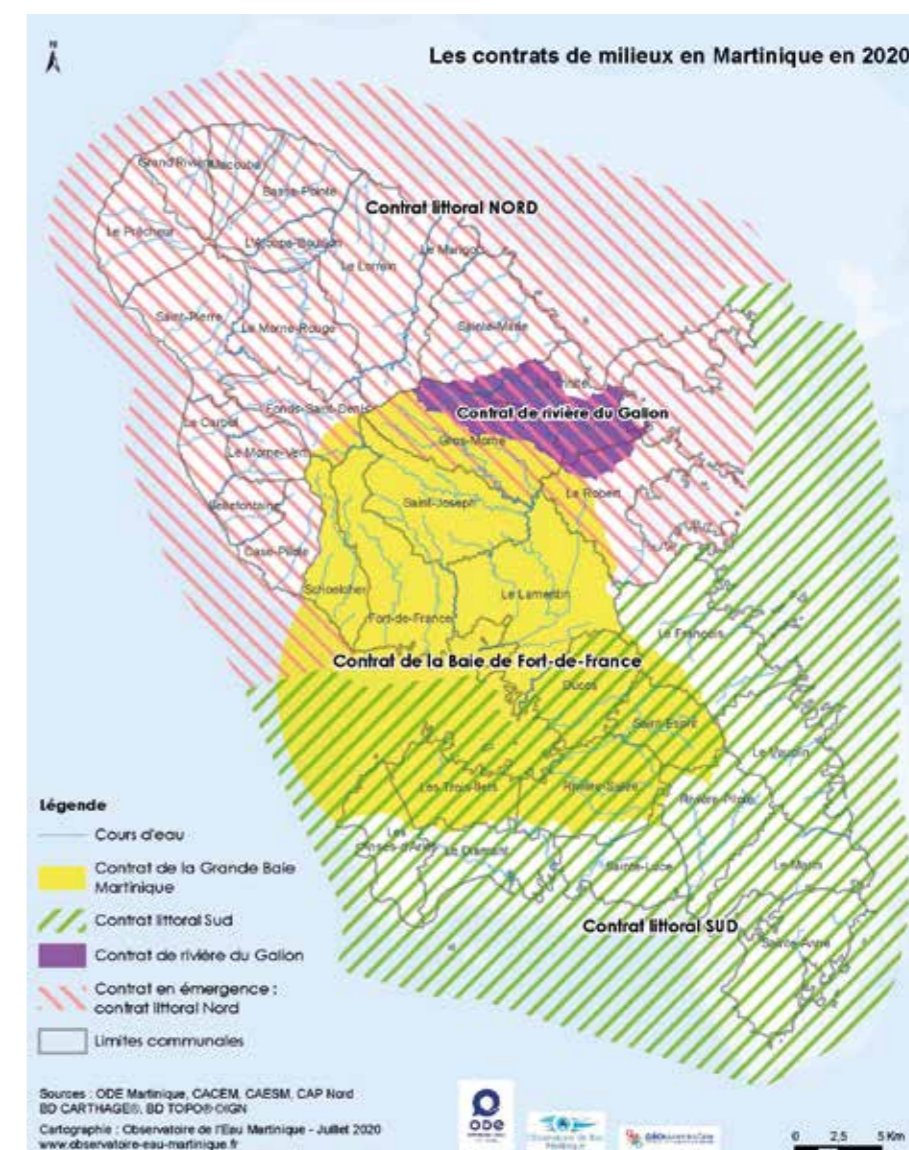 N
Les contrats de milieux en Martinique en 2020
Grand'Rivière
Macouba
Basse-Pointe
Contrat littoral NORD
Le Prêcheur
L'Ajoupa-Bouillon
Le Lorrain
Le Marigot
Saint-Pierre
Le Morne-Rouge
Sainte-Marie
La Trinité
Fonds-Saint-Denis
Contrat de rivière du Galion
Le Carbet
Gros-Morne
Le Morne-Vert
Le Robert
Bellefontaine
Saint-Joseph
Case-Pilote
Schoelcher
Le Lamentin
Fort-de-France
Le François
Contrat de la Baie de Fort-de-France
Ducos
Saint-Esprit
Le Vauclin
Les Trois-Ilets
Rivière-Salée
Rivière-Pilote
Les
Anses-d'Arlet
Le Diamant
Sainte-Luce
Le Marin
Contrat littoral SUD
Sainte-Anne
Légende
Cours d'eau
Contrat de la Grande Baie
Martinique
Contrat littoral Sud
Contrat de rivière du Galion
Contrat en émergence :
contrat littoral Nord
Limites communales
Sources : ODE Martinique, CACEM, CAESM, CAP Nord
BD CARTHAGE®, BD TOPO® ©IGN
Cartographie : Observatoire de l'Eau Martinique - Juillet 2020
www.observatoire-eau-martinique.fr
ODE
Observatoire de l'Eau
Martinique
0 2,5 5 Km